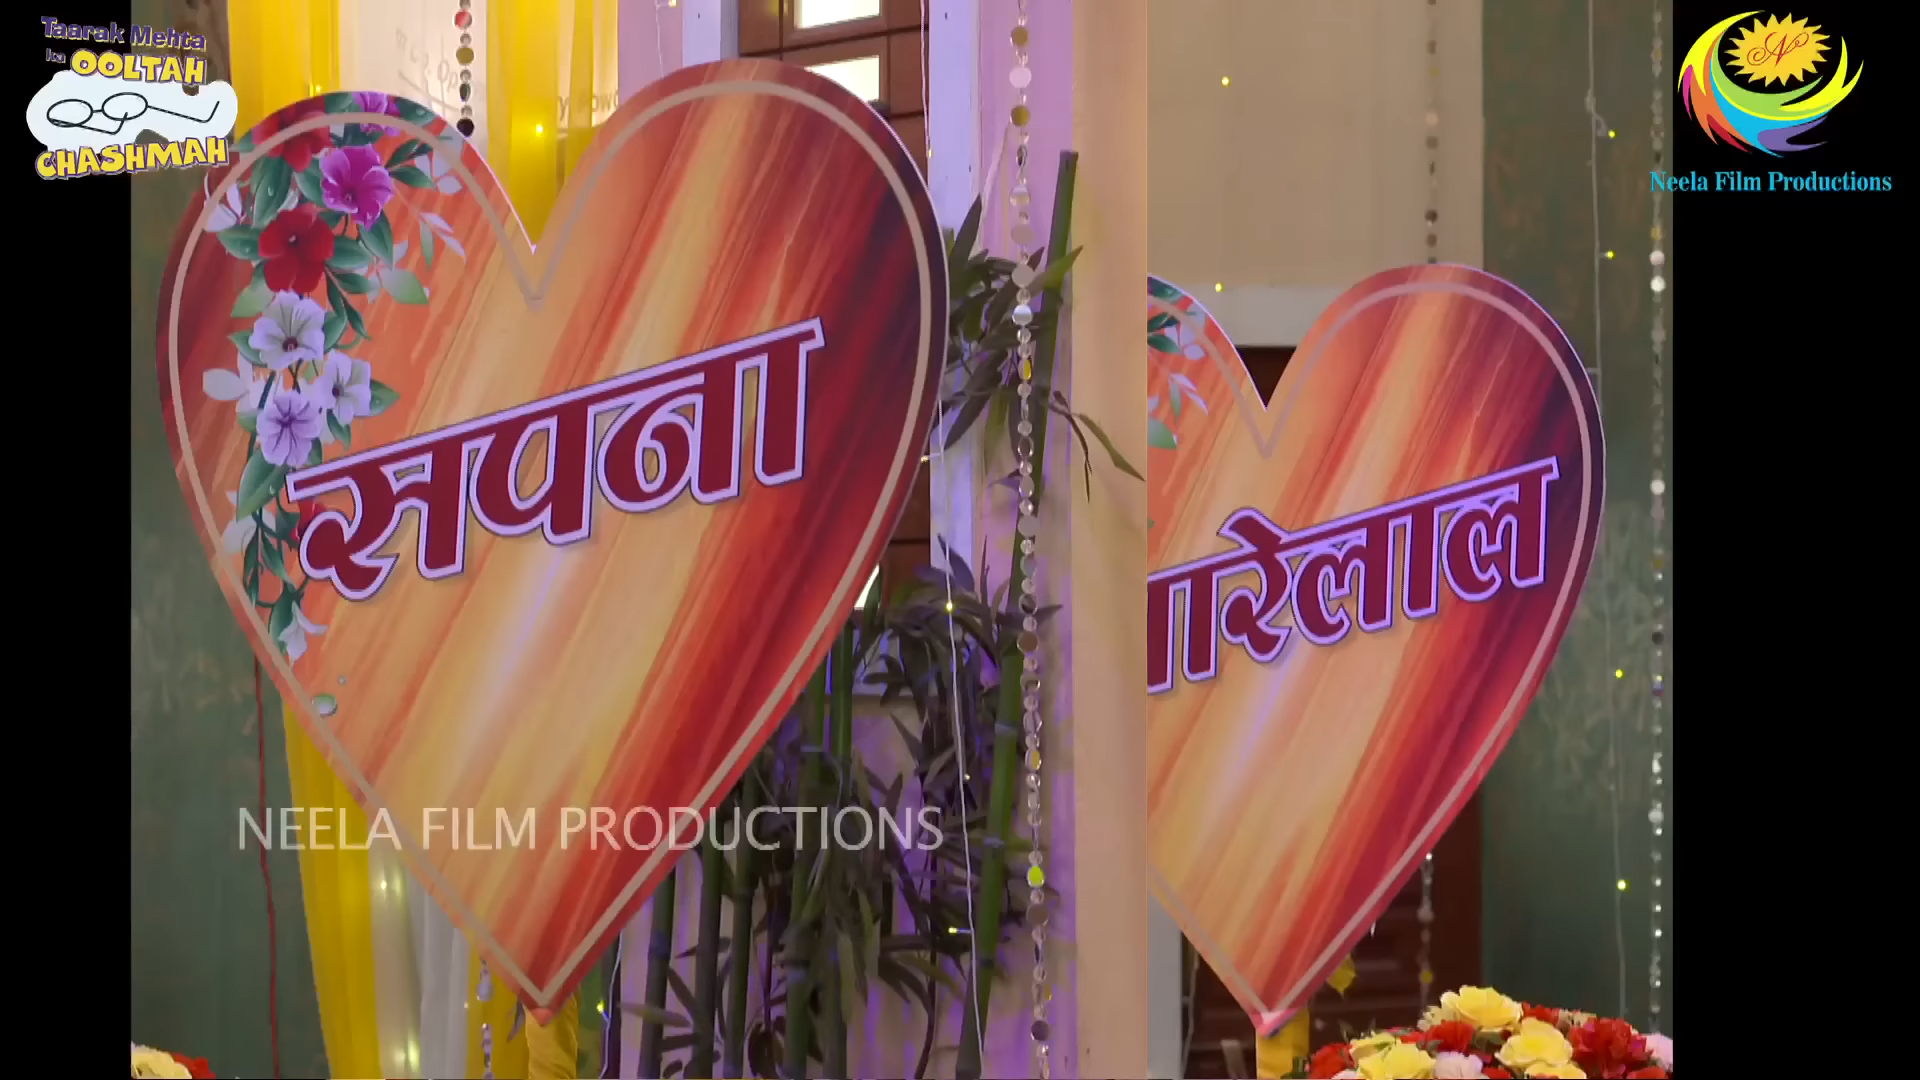 Taarak Mehta
ka OOLTAH
CHASHMAH
Neela Film Productions
सपना
ारेलाल
NEELA FILM PRODUCTIONS